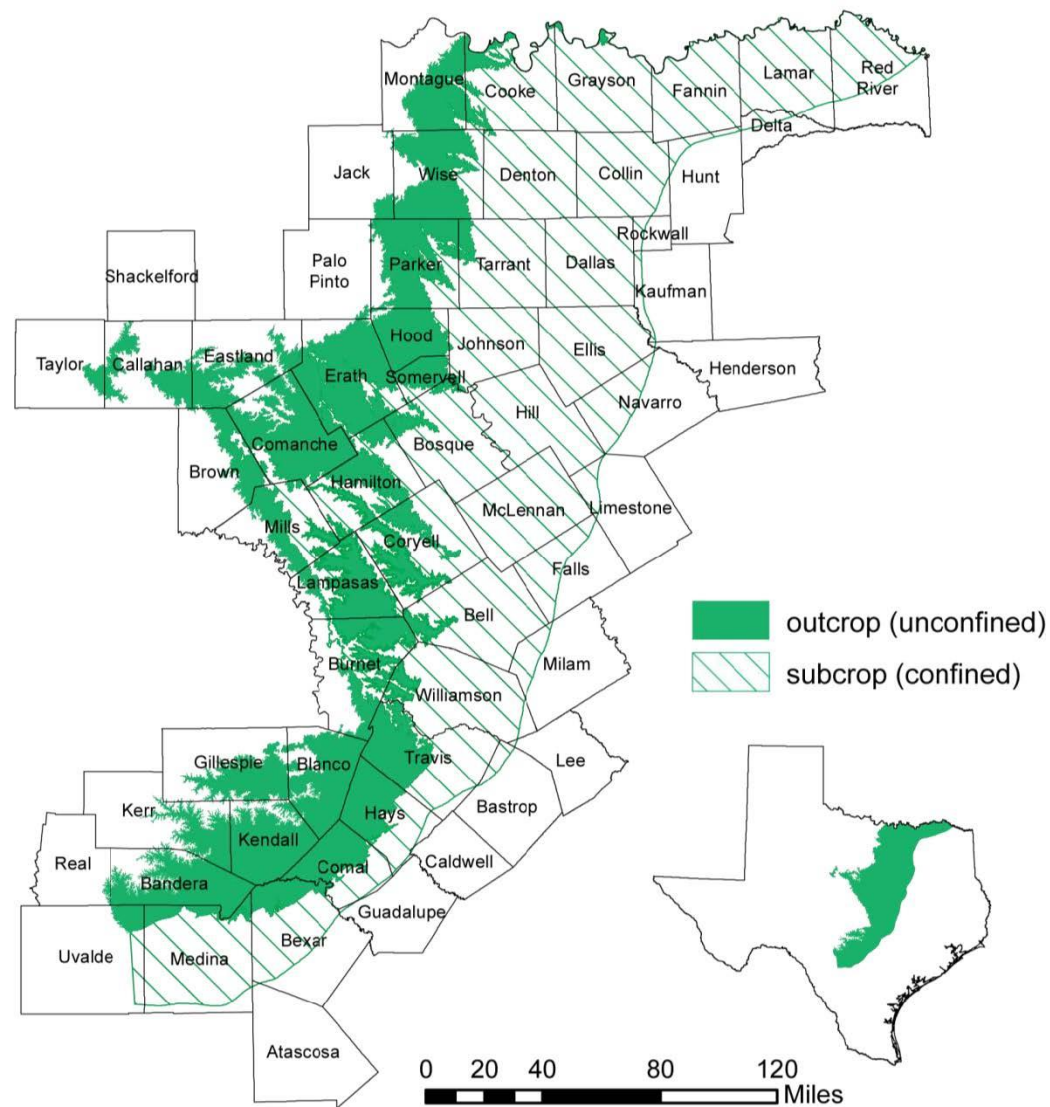 Montague
Cooke
Grayson
Fannin
Lamar
Red
River
Delta
Jack
Wise
Denton
Collin
Hunt
Rockwall
Shackelford
Palo
Pinto
Parker
Tarrant
Dallas
Kaufman
Taylor
Callahan
Eastland
Hood
Johnson
Ellis
Henderson
Erath
Somervell
Hill
Navarro
Comanche
Bosque
Brown
Hamilton
McLennan
Limestone
Mills
Coryell
Falls
Lampasas
Bell
outcrop (unconfined)
Milam
subcrop (confined)
Burnet
Williamson
Gillespie
Blanco
Travis
Lee
Kerr
Hays
Bastrop
Kendall
Real
Comal
Caldwell
Bandera
Guadalupe
Uvalde
Medina
Bexar
Atascosa
0 20 40 80 120
Miles